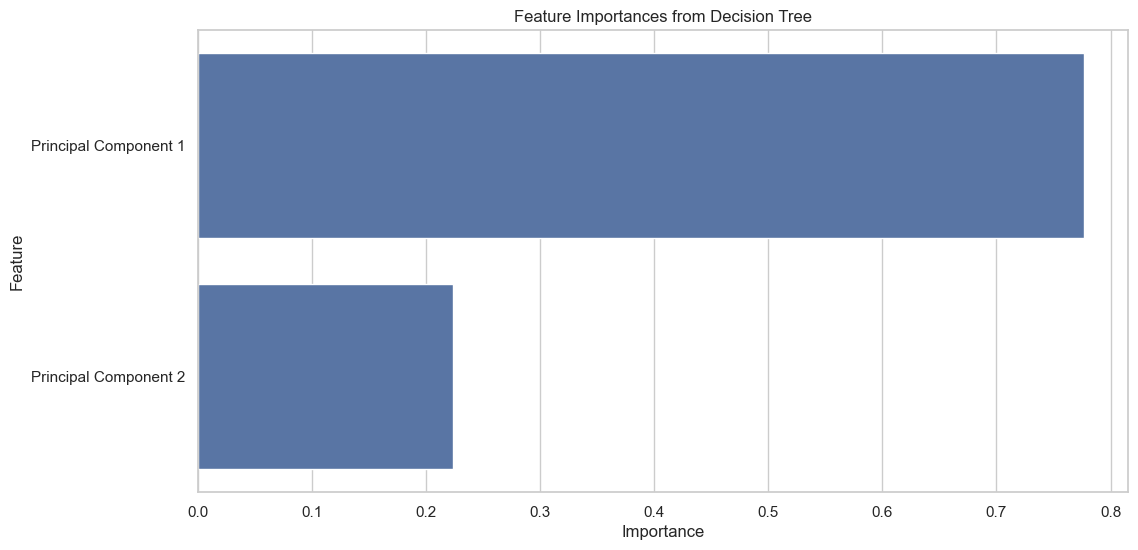 Feature Importances from Decision Tree
Principal Component 1
Feature
Principal Component 2
0.0 0.1 0.2 0.3 0.4 0.5 0.6 0.7 0.8
Importance